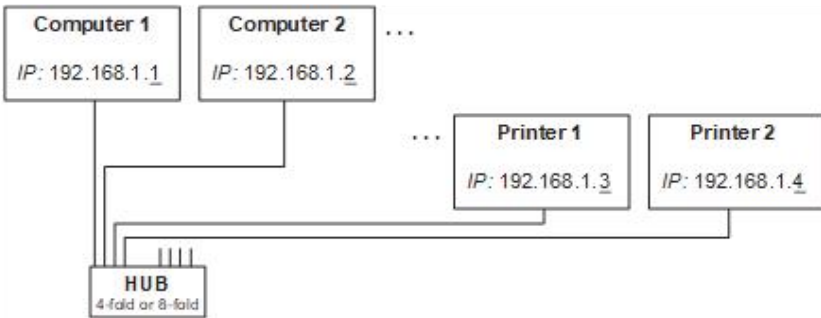 Computer 1
IP: 192.168.1.1
Computer 2
IP: 192.168.1.2
...
...
Printer 1
IP: 192.168.1.3
Printer 2
IP: 192.168.1.4
HUB
4-fold or 8-fold